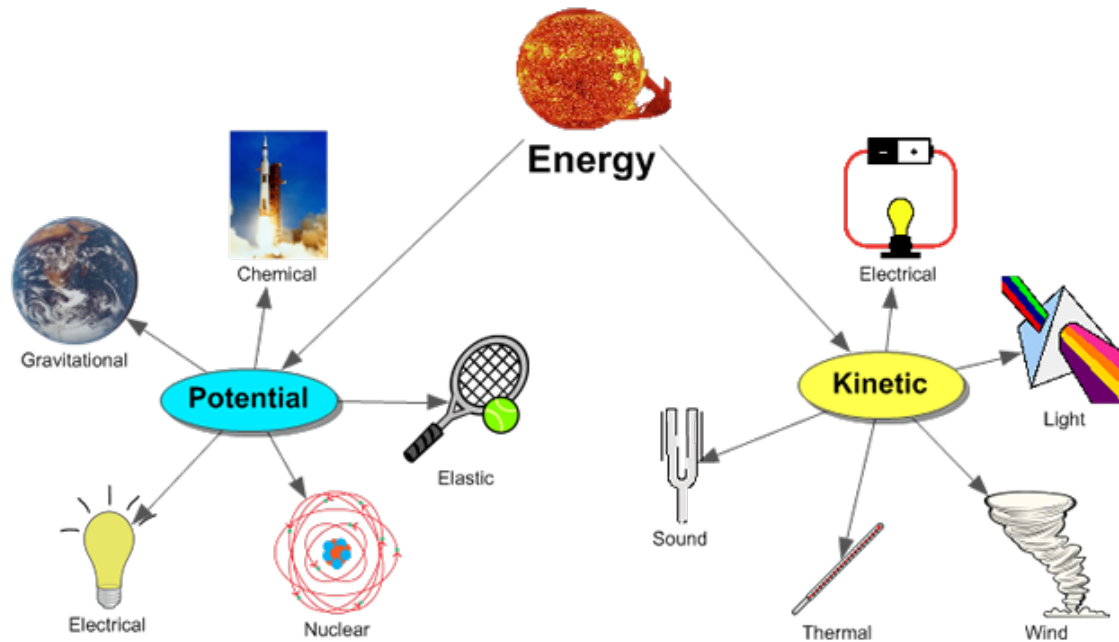 Energy
Chemical
Electrical
Gravitational
Potential
Kinetic
Light
Elastic
Sound
Electrical
Nuclear
Thermal
Wind
- +